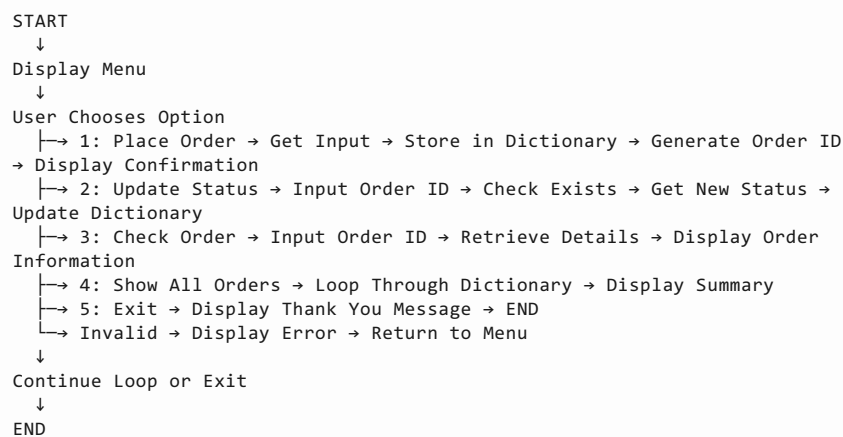 START
  ↓
Display Menu
  ↓
User Chooses Option
  ├─→ 1: Place Order → Get Input → Store in Dictionary → Generate Order ID
→ Display Confirmation
  ├─→ 2: Update Status → Input Order ID → Check Exists → Get New Status →
Update Dictionary
  ├─→ 3: Check Order → Input Order ID → Retrieve Details → Display Order
Information
  ├─→ 4: Show All Orders → Loop Through Dictionary → Display Summary
  ├─→ 5: Exit → Display Thank You Message → END
  └─→ Invalid → Display Error → Return to Menu
  ↓
Continue Loop or Exit
  ↓
END